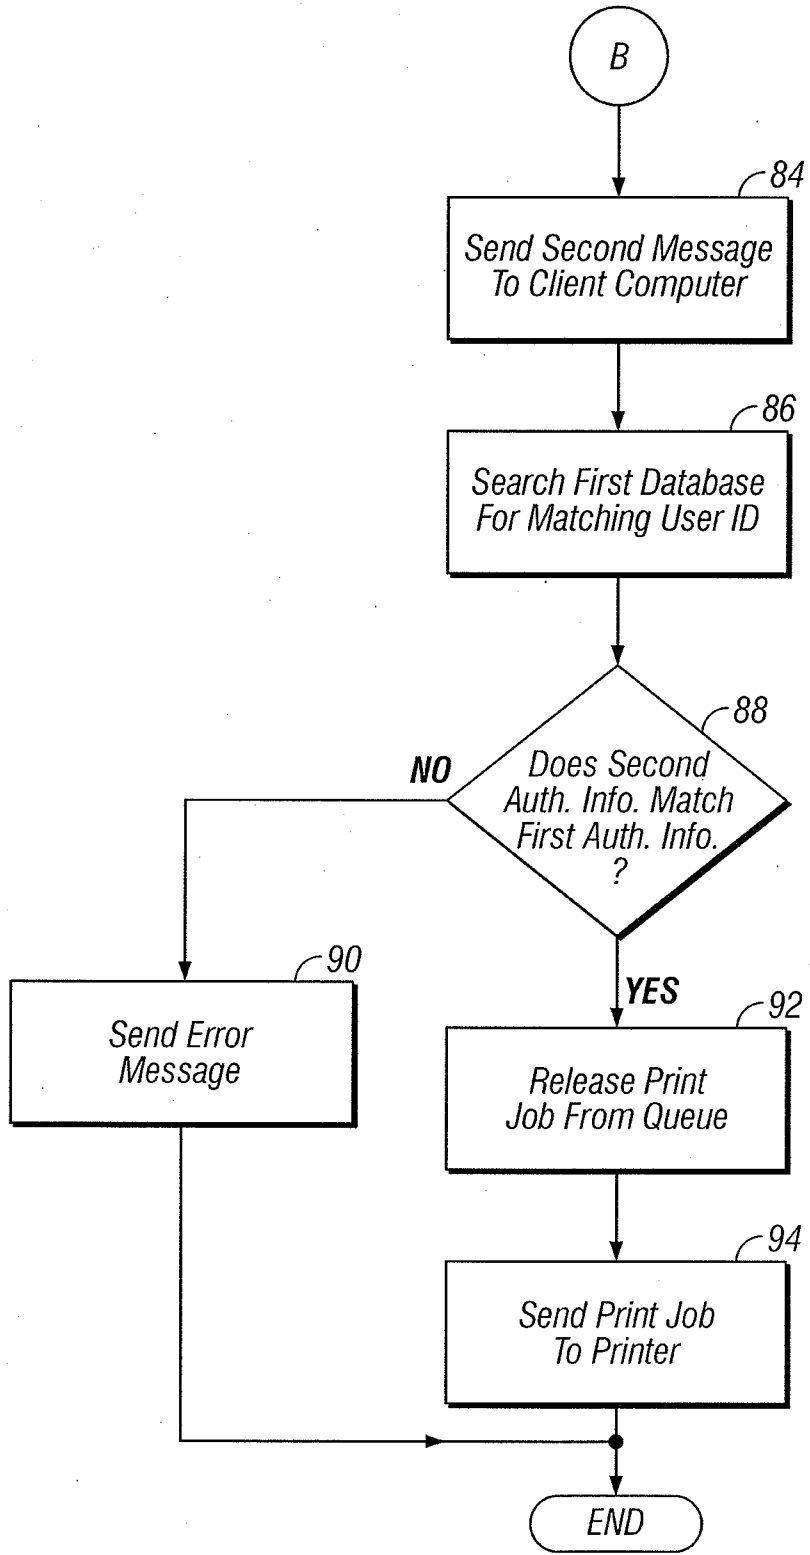 B
84
Send Second Message
To Client Computer
86
Search First Database
For Matching User ID
88
Does Second
Auth. Info. Match
First Auth. Info.
?
NO
YES
90
Send Error
Message
92
Release Print
Job From Queue
94
Send Print Job
To Printer
END